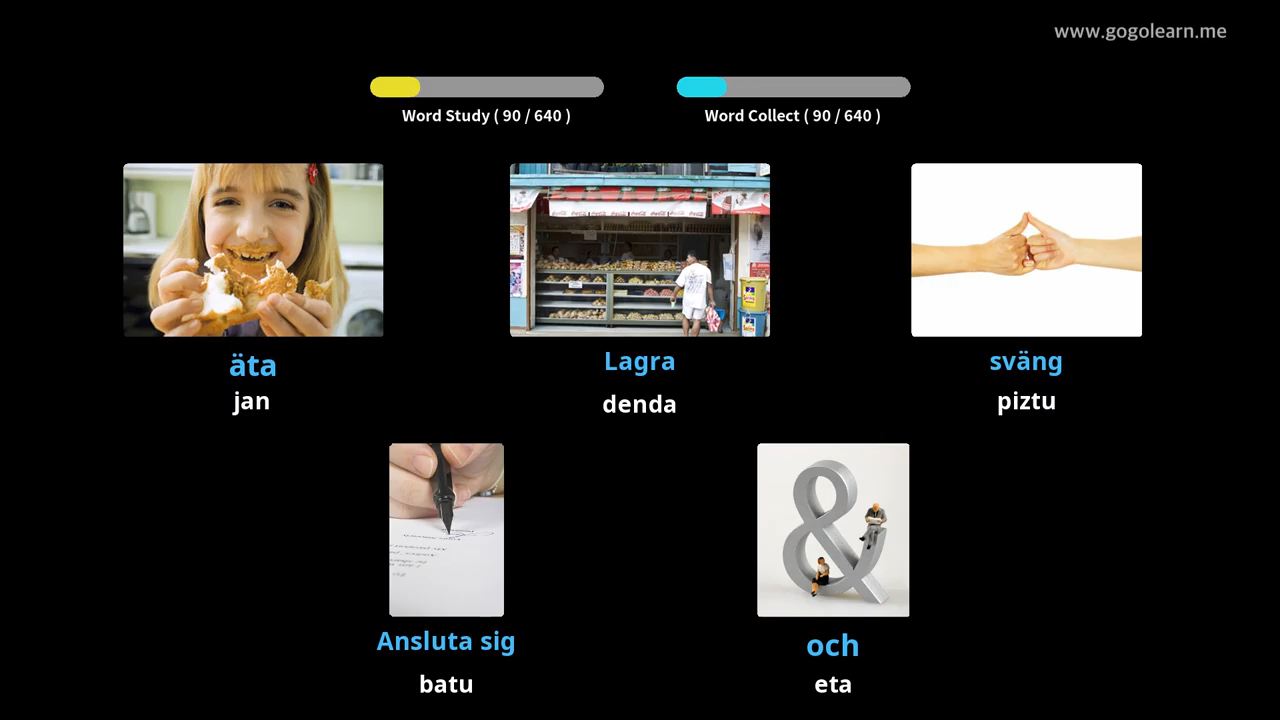 www.gogolearn.me
Word Study ( 90 / 640 )
Word Collect ( 90 / 640 )
äta
jan
Lagra
denda
sväng
piztu
Ansluta sig
batu
och
eta